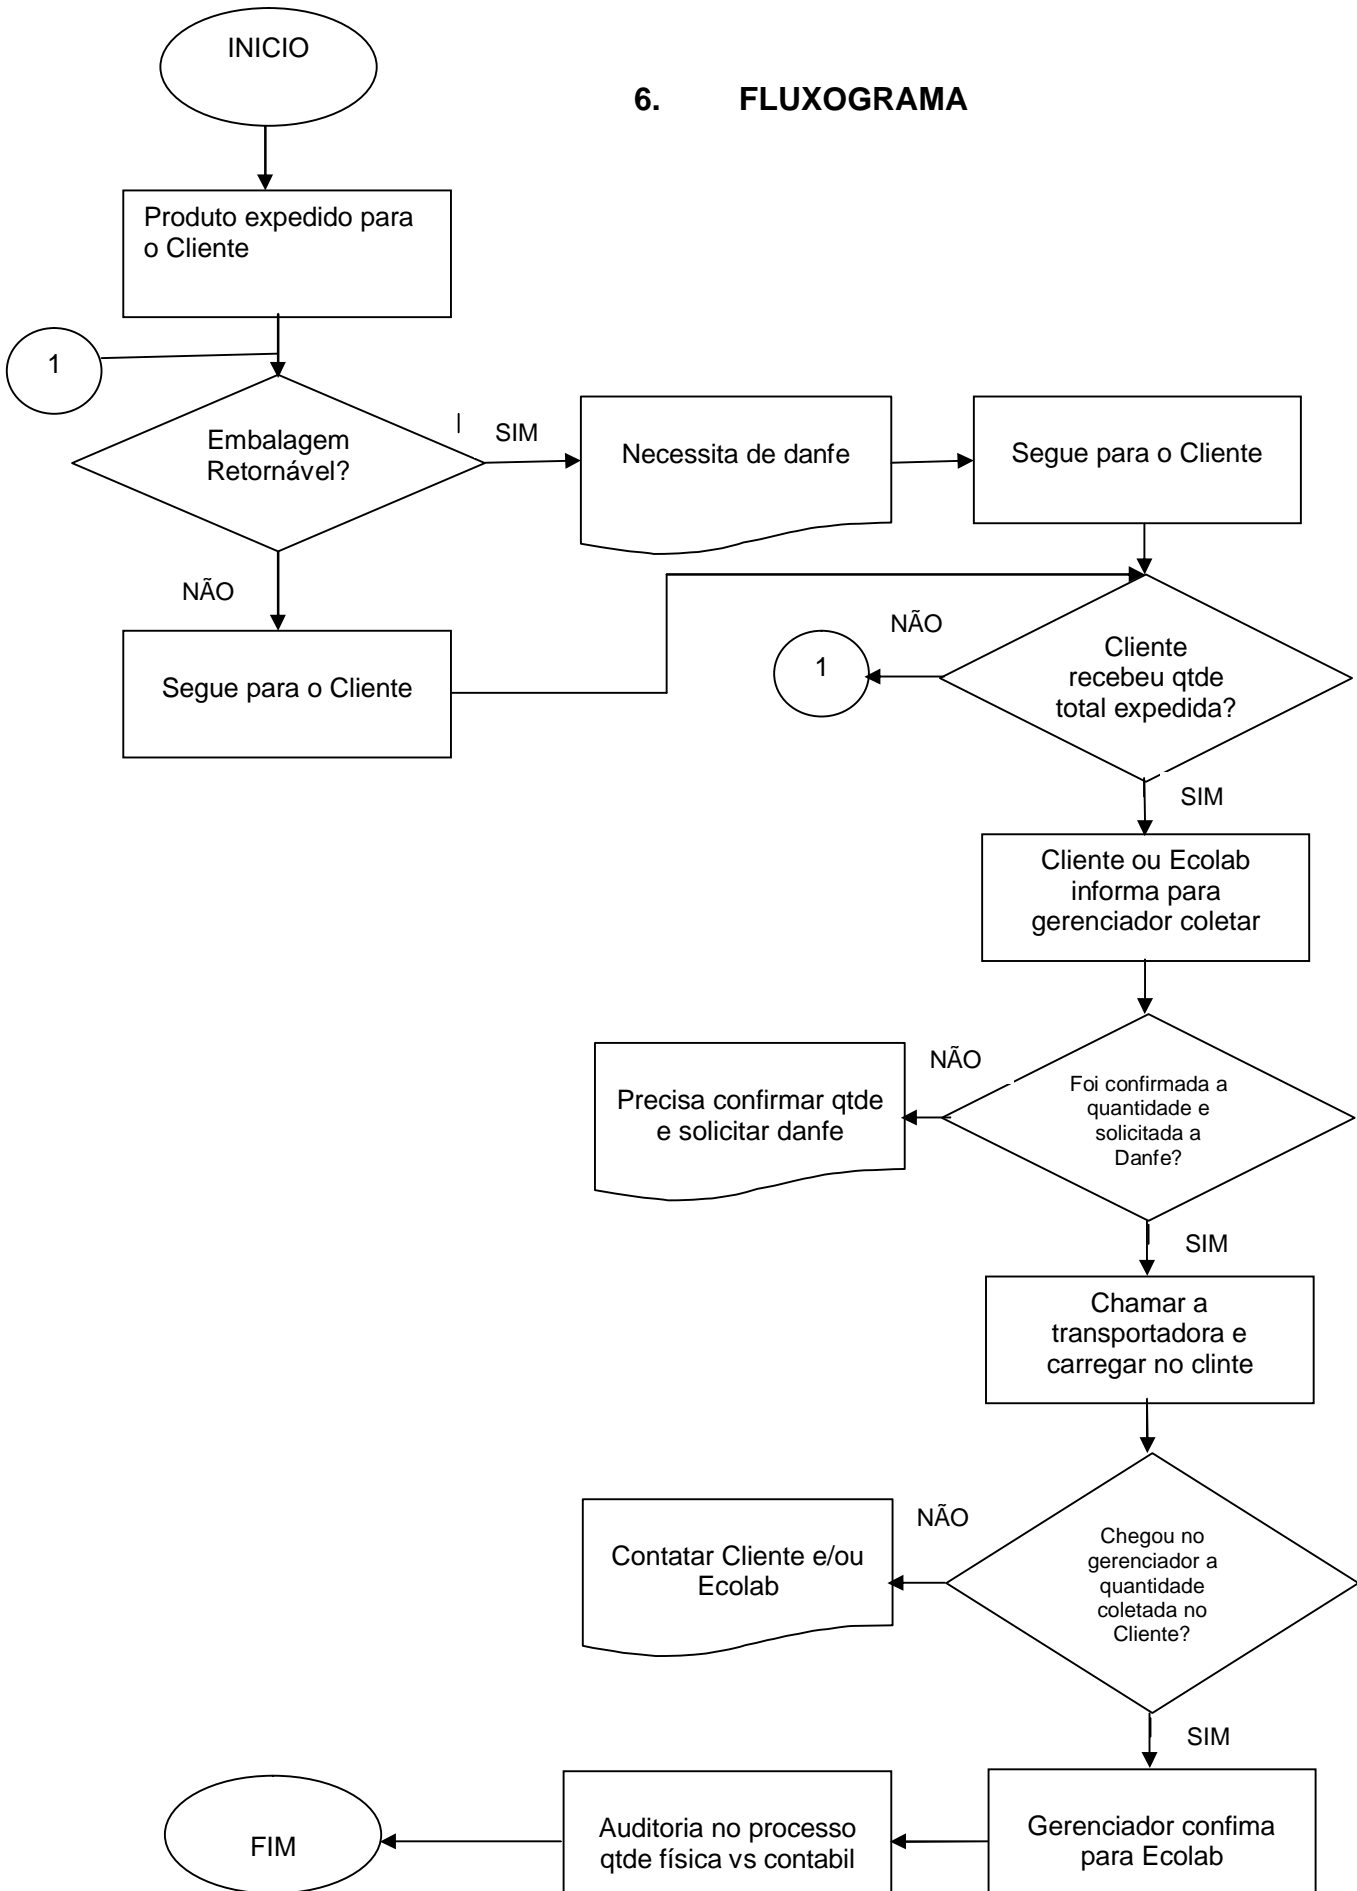 INICIO
6. FLUXOGRAMA
Produto expedido para
o Cliente
1
Embalagem
Retornável?
SIM
Necessita de danfe
Segue para o Cliente
NÃO
Segue para o Cliente
NÃO
1
Cliente
recebeu qtde
total expedida?
SIM
Cliente ou Ecolab
informa para
gerenciador coletar
NÃO
Precisa confirmar qtde
e solicitar danfe
Foi confirmada a
quantidade e
solicitada a
Danfe?
SIM
Chamar a
transportadora e
carregar no clinte
NÃO
Contatar Cliente e/ou
Ecolab
Chegou no
gerenciador a
quantidade
coletada no
Cliente?
SIM
Gerenciador confima
para Ecolab
Auditoria no processo
qtde física vs contabil
FIM